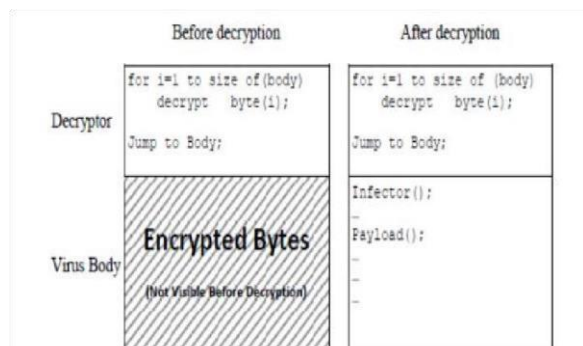 Before decryption
After decryption
Decryptor
for i=1 to size of(body)
decrypt byte(i);
Jump to Body;
for i=1 to size of (body)
decrypt byte(i);
Jump to Body;
Virus Body
Encrypted Bytes
(Not Visible Before Decryption)
Infector();
_
Payload();
_
_
_